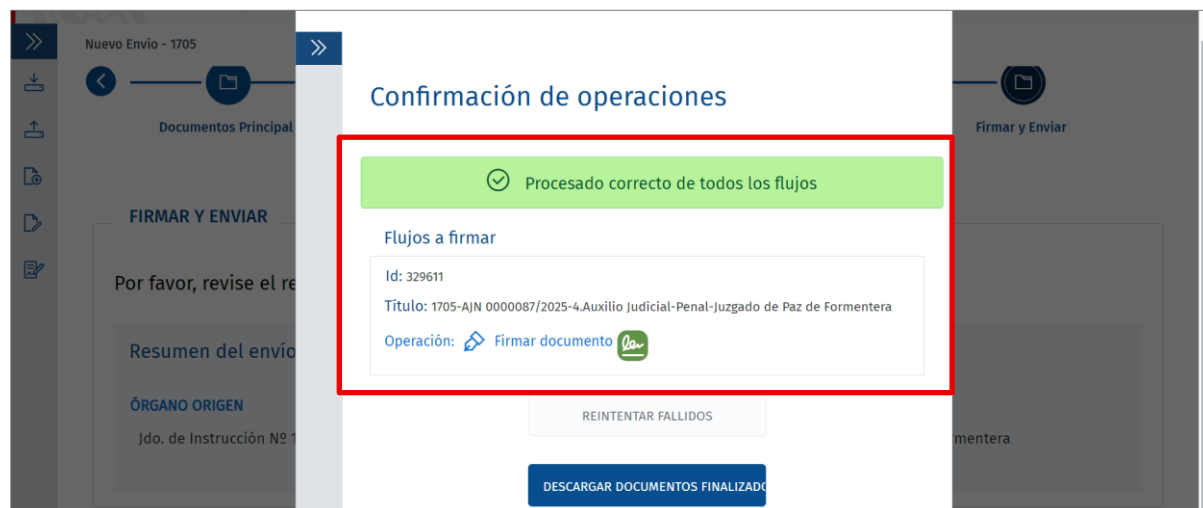 Nuevo Envío - 1705
Documentos Principal
Firmar y Enviar
FIRMAR Y ENVIAR
Por favor, revise el re
Resumen del envío
ÓRGANO ORIGEN
Jdo. de Instrucción Nº 1
rmentera
Confirmación de operaciones
Procesado correcto de todos los flujos
Flujos a firmar
Id: 329611
Título: 1705-AJN 0000087/2025-4.Auxilio Judicial-Penal-Juzgado de Paz de Formentera
Operación: Firmar documento
REINTENTAR FALLIDOS
DESCARGAR DOCUMENTOS FINALIZADO